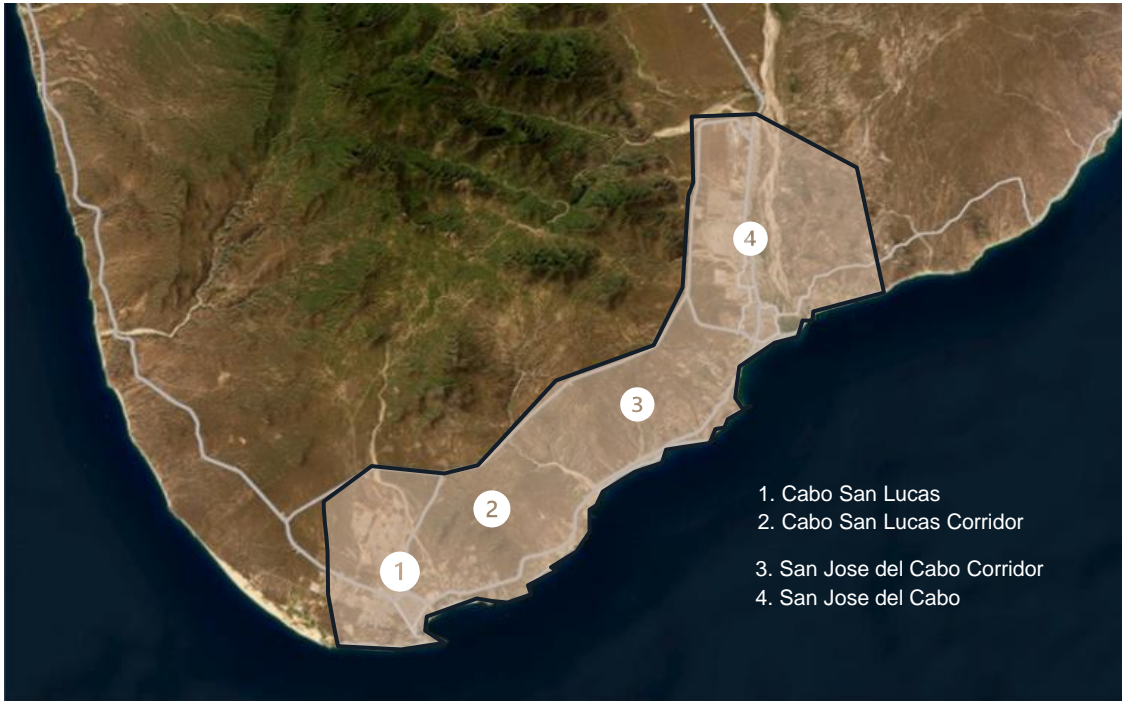 4
3
2
1
1. Cabo San Lucas
2. Cabo San Lucas Corridor
3. San Jose del Cabo Corridor
4. San Jose del Cabo